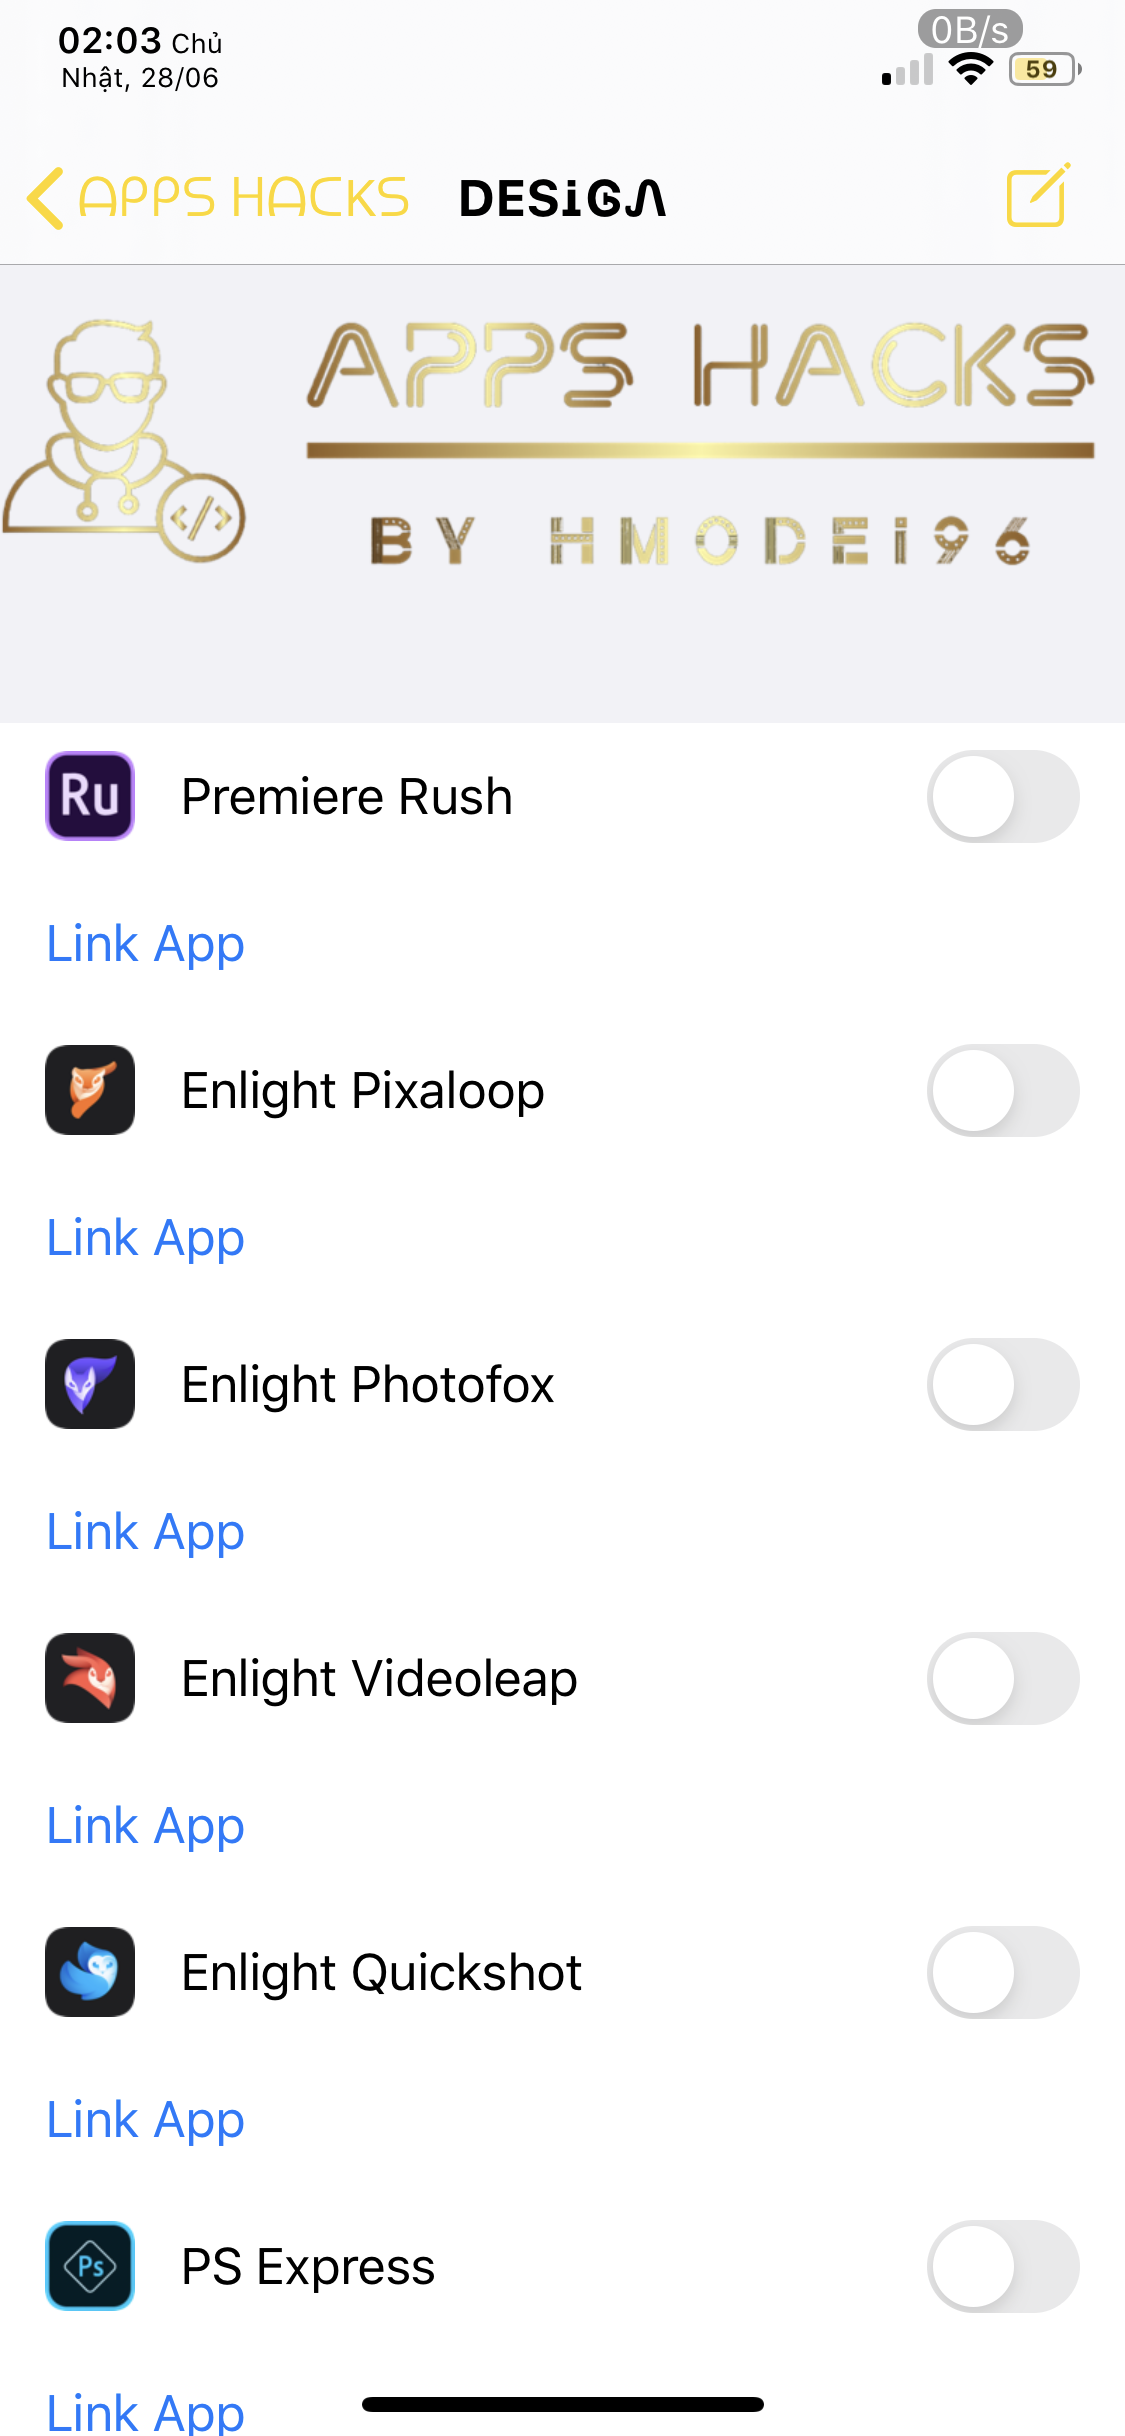 02:03 Chủ
Nhật, 28/06
0B/s
59
APPS HACKS
DESiGN
APPS HACKS
BY HMODEi96
Ru
Premiere Rush
Link App
Enlight Pixaloop
Link App
Enlight Photofox
Link App
Enlight Videoleap
Link App
Enlight Quickshot
Link App
Ps
PS Express
Link App